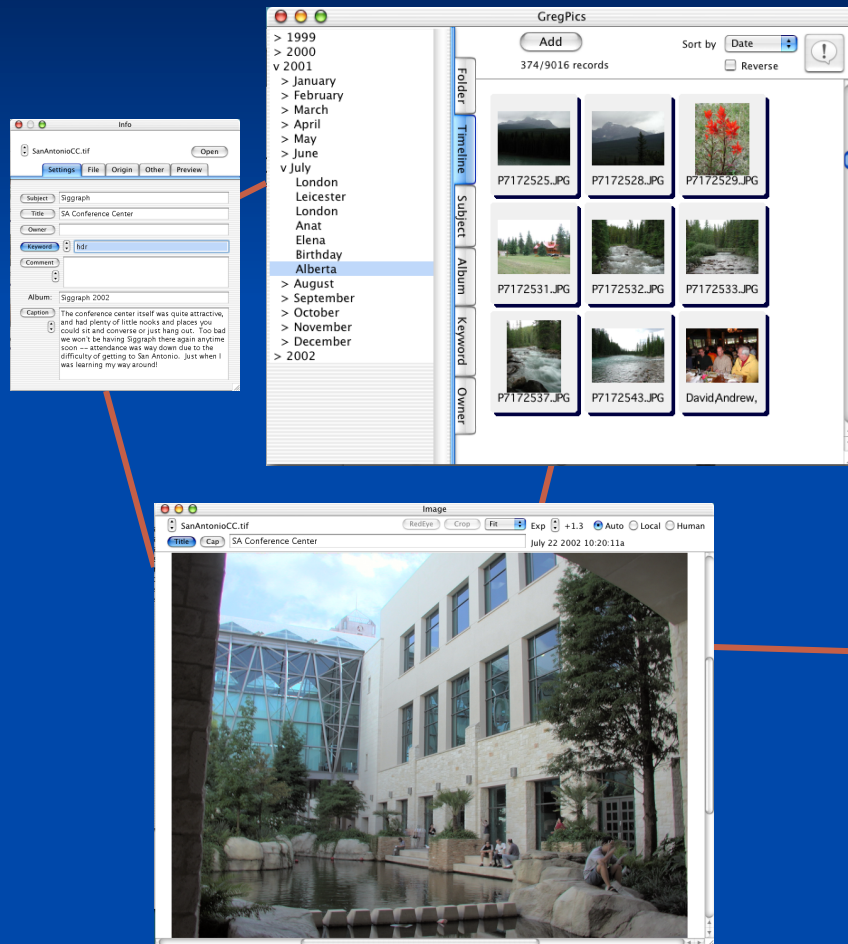 GregPics
> 1999
> 2000
v 2001
> January
> February
> March
> April
> May
> June
v July
London
Leicester
London
Anat
Elena
Birthday
Alberta
> August
> September
> October
> November
> December
> 2002
Folder
Timeline
Subject
Album
Keyword
Owner
Add
374/9016 records
Sort by Date
Reverse
!
P7172525.JPG P7172528.JPG P7172529.JPG
P7172531.JPG P7172532.JPG P7172533.JPG
P7172537.JPG P7172543.JPG David,Andrew,
Info
SanAntonioCC.tif Open
Settings File Origin Other Preview
Subject Siggraph
Title SA Conference Center
Owner
Keyword hdr
Comment
Album: Siggraph 2002
Caption The conference center itself was quite attractive,
and had plenty of little nooks and places you
could sit and converse or just hang out. Too bad
we won't be having Siggraph there again anytime
soon -- attendance was way down due to the
difficulty of getting to San Antonio. Just when I
was learning my way around!
Image
SanAntonioCC.tif RedEye Crop Fit Exp +1.3 Auto Local Human
Title Cap SA Conference Center July 22 2002 10:20:11a